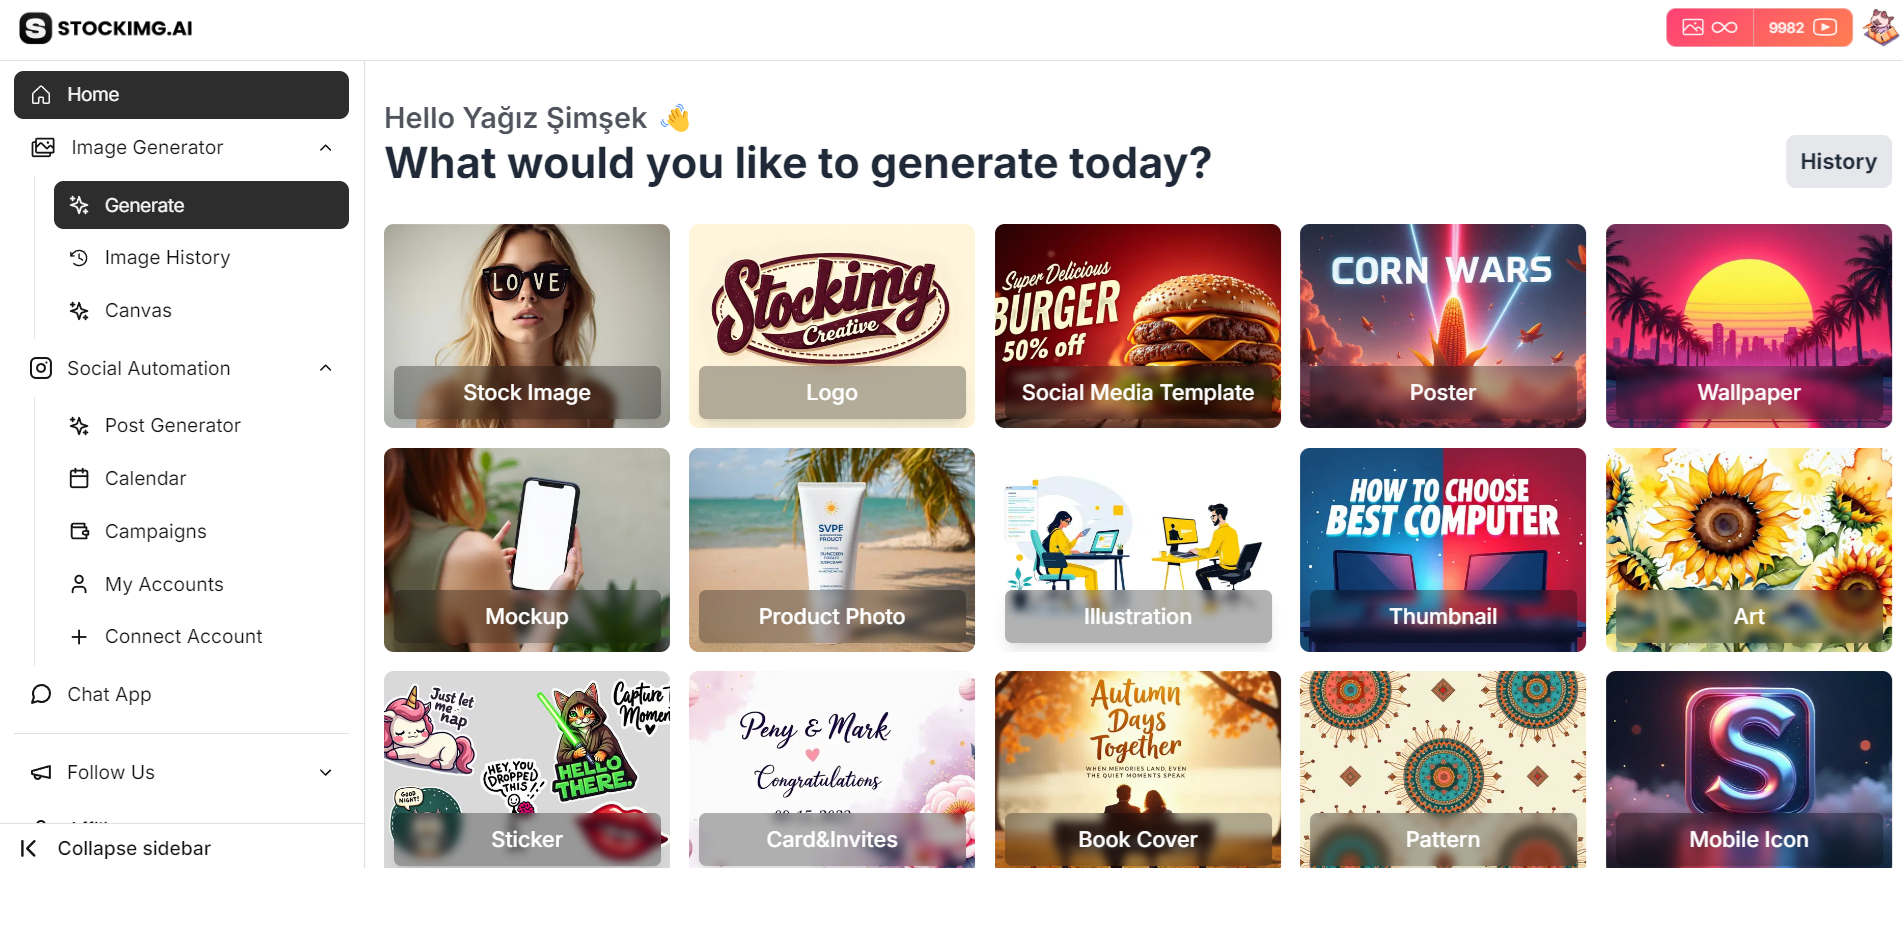 STOCKIMG.AI
9982
Home
Image Generator
Generate
Image History
Canvas
Social Automation
Post Generator
Calendar
Campaigns
My Accounts
Connect Account
Chat App
Follow Us
Collapse sidebar
Hello Yağız Şimşek
What would you like to generate today?
History
LOVE
Stock Image
Stockimg
Creative
Logo
Super Delicious
BURGER
50% off
Social Media Template
CORN WARS
Poster
Wallpaper
Mockup
Product Photo
Illustration
HOW TO CHOOSE
BEST COMPUTER
Thumbnail
Art
Just let
me nap
Capture
HEY, YOU
DROPPED
THIS
HELLO
THERE.
GOOD
NIGHT!
Sticker
Peny & Mark
Congratulations
Card&Invites
Autumn
Days
Together
WHEN MEMORIES LAND, EVEN
THE QUIET MOMENTS SPEAK
Book Cover
Pattern
S
Mobile Icon